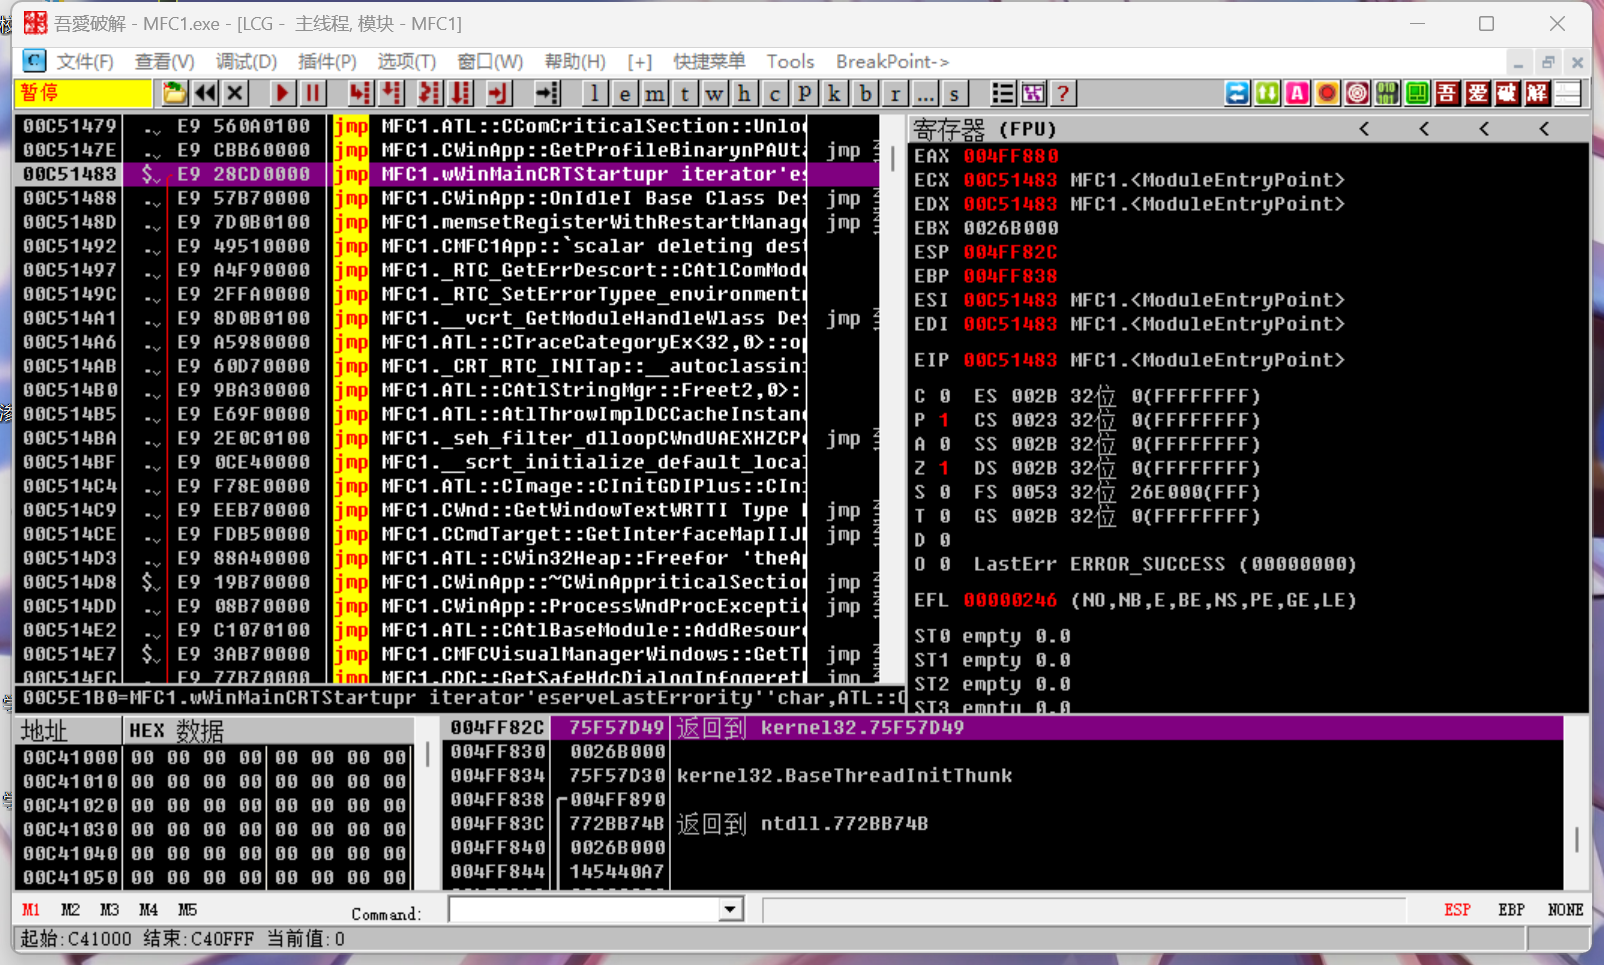 吾愛破解 - MFC1.exe - [LCG - 主线程, 模块 - MFC1]
文件(F) 查看(V) 调试(D) 插件(P) 选项(T) 窗口(W) 帮助(H) [+] 快捷菜单 Tools BreakPoint->
暂停 l e m t w h c p k b r ... s ? 吾 爱 破 解
00C51479 E9 560A0100 jmp MFC1.ATL::CComCriticalSection::Unlo
00C5147E E9 CBB60000 jmp MFC1.CWinApp::GetProfileBinarynPAUt jmp
00C51483 $ E9 28CD0000 jmp MFC1.wWinMainCRTStartupr iterator'es
00C51488 E9 57B70000 jmp MFC1.CWinApp::OnIdleI Base Class Des jmp
00C5148D E9 7D0B0100 jmp MFC1.memsetRegisterWithRestartManag jmp
00C51492 E9 49510000 jmp MFC1.CMFC1App::`scalar deleting dest
00C51497 E9 A4F90000 jmp MFC1._RTC_GetErrDescort::CAtlComModu
00C5149C E9 2FFA0000 jmp MFC1._RTC_SetErrorTypee_environment
00C514A1 E9 8D0B0100 jmp MFC1.__vcrt_GetModuleHandleWlass Des jmp
00C514A6 E9 A5980000 jmp MFC1.ATL::CTraceCategoryEx<32,0>::op
00C514AB E9 60D70000 jmp MFC1._CRT_RTC_INITap::__autoclassini
00C514B0 E9 9BA30000 jmp MFC1.ATL::CAtlStringMgr::Freet2,0>:
00C514B5 E9 E69F0000 jmp MFC1.ATL::AtlThrowImplDCCacheInstan
00C514BA E9 2E0C0100 jmp MFC1._seh_filter_dlloopCWndUAEXHZCP jmp
00C514BF E9 0CE40000 jmp MFC1.__scrt_initialize_default_loca
00C514C4 E9 F78E0000 jmp MFC1.ATL::CImage::CInitGDIPlus::CIni
00C514C9 E9 EEB70000 jmp MFC1.CWnd::GetWindowTextWRTTI Type jmp
00C514CE E9 FDB50000 jmp MFC1.CCmdTarget::GetInterfaceMapIIJ jmp
00C514D3 E9 88A40000 jmp MFC1.ATL::CWin32Heap::Freefor 'theAp
00C514D8 $ E9 19B70000 jmp MFC1.CWinApp::~CWinAppriticalSection jmp
00C514DD E9 08B70000 jmp MFC1.CWinApp::ProcessWndProcExceptio jmp
00C514E2 E9 C1070100 jmp MFC1.ATL::CAtlBaseModule::AddResour
00C514E7 $ E9 3AB70000 jmp MFC1.CMFCVisualManagerWindows::GetTh jmp
00C514EC E9 77B70000 jmp MFC1.CDC::GetSafeHdcDialogInfogeret jmp
00C5E1B0=MFC1.wWinMainCRTStartupr iterator'eserveLastErrority''char,ATL::C
寄存器 (FPU) < < < <
EAX 004FF880
ECX 00C51483 MFC1.<ModuleEntryPoint>
EDX 00C51483 MFC1.<ModuleEntryPoint>
EBX 0026B000
ESP 004FF82C
EBP 004FF838
ESI 00C51483 MFC1.<ModuleEntryPoint>
EDI 00C51483 MFC1.<ModuleEntryPoint>
EIP 00C51483 MFC1.<ModuleEntryPoint>
C 0 ES 002B 32位 0(FFFFFFFF)
P 1 CS 0023 32位 0(FFFFFFFF)
A 0 SS 002B 32位 0(FFFFFFFF)
Z 1 DS 002B 32位 0(FFFFFFFF)
S 0 FS 0053 32位 26E000(FFF)
T 0 GS 002B 32位 0(FFFFFFFF)
D 0
O 0 LastErr ERROR_SUCCESS (00000000)
EFL 00000246 (NO,NB,E,BE,NS,PE,GE,LE)
ST0 empty 0.0
ST1 empty 0.0
ST2 empty 0.0
ST3 empty 0.0
地址 HEX 数据
00C41000 00 00 00 00 00 00 00 00
00C41010 00 00 00 00 00 00 00 00
00C41020 00 00 00 00 00 00 00 00
00C41030 00 00 00 00 00 00 00 00
00C41040 00 00 00 00 00 00 00 00
00C41050 00 00 00 00 00 00 00 00
004FF82C 75F57D49 返回到 kernel32.75F57D49
004FF830 0026B000
004FF834 75F57D30 kernel32.BaseThreadInitThunk
004FF838 004FF890
004FF83C 772BB74B 返回到 ntdll.772BB74B
004FF840 0026B000
004FF844 145440A7
M1 M2 M3 M4 M5 Command: ESP EBP NONE
起始:C41000 结束:C40FFF 当前值:0